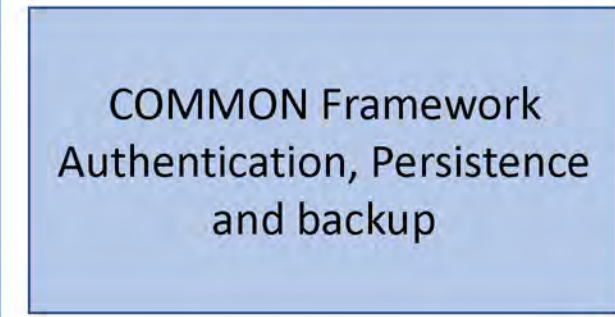 COMMON Framework
Authentication, Persistence
and backup